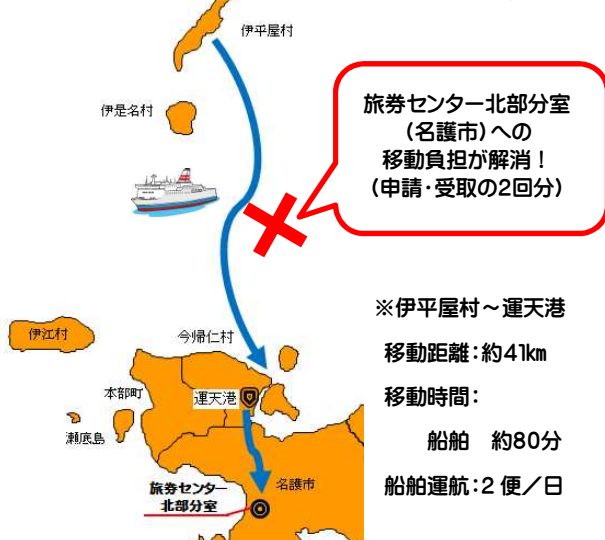 伊平屋村
伊是名村
旅券センター北部分室
(名護市)への
移動負担が解消！
(申請・受取の2回分)
※伊平屋村～運天港
移動距離：約41km
移動時間：
船舶　約80分
船舶運航：2便／日
伊江村
今帰仁村
本部町
運天港
瀬底島
名護市
旅券センター
北部分室